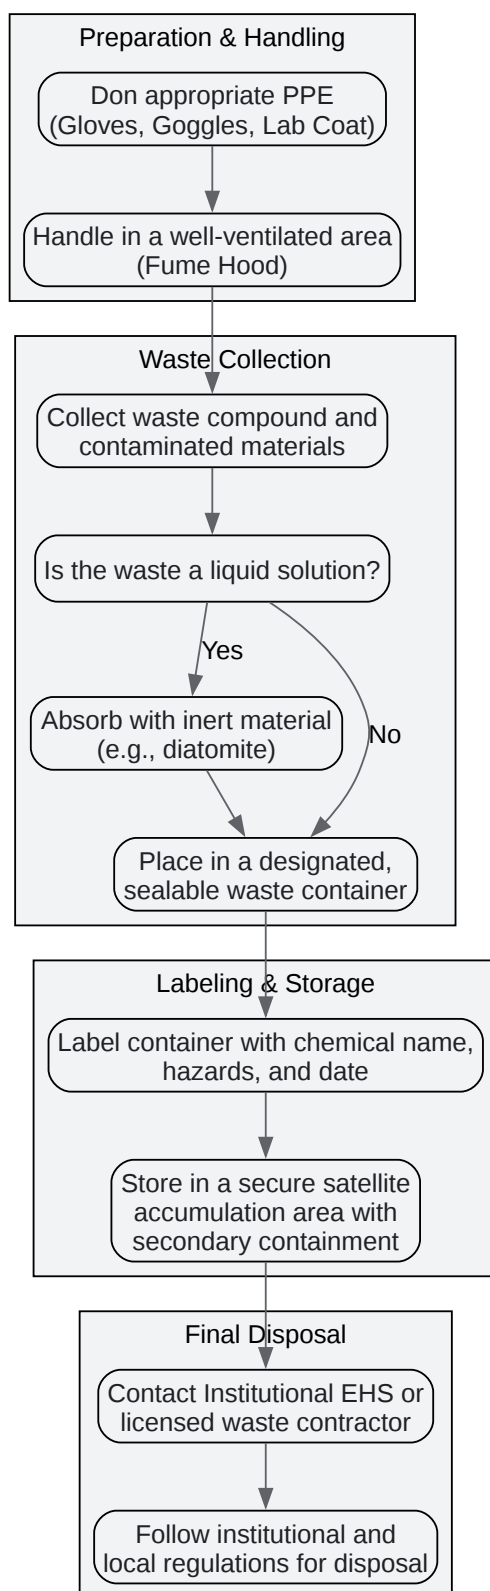 Preparation & Handling
Don appropriate PPE
(Gloves, Goggles, Lab Coat)
Handle in a well-ventilated area
(Fume Hood)
Waste Collection
Collect waste compound and
contaminated materials
Is the waste a liquid solution?
Yes
Absorb with inert material
(e.g., diatomite)
No
Place in a designated,
sealable waste container
Labeling & Storage
Label container with chemical name,
hazards, and date
Store in a secure satellite
accumulation area with
secondary containment
Final Disposal
Contact Institutional EHS or
licensed waste contractor
Follow institutional and
local regulations for disposal